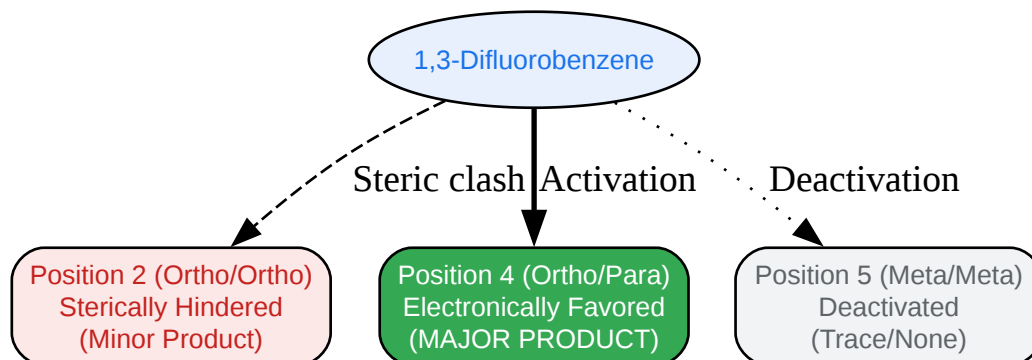 1,3-Difluorobenzene
Steric clash
Activation
Deactivation
Position 2 (Ortho/Ortho)
Sterically Hindered
(Minor Product)
Position 4 (Ortho/Para)
Electronically Favored
(MAJOR PRODUCT)
Position 5 (Meta/Meta)
Deactivated
(Trace/None)